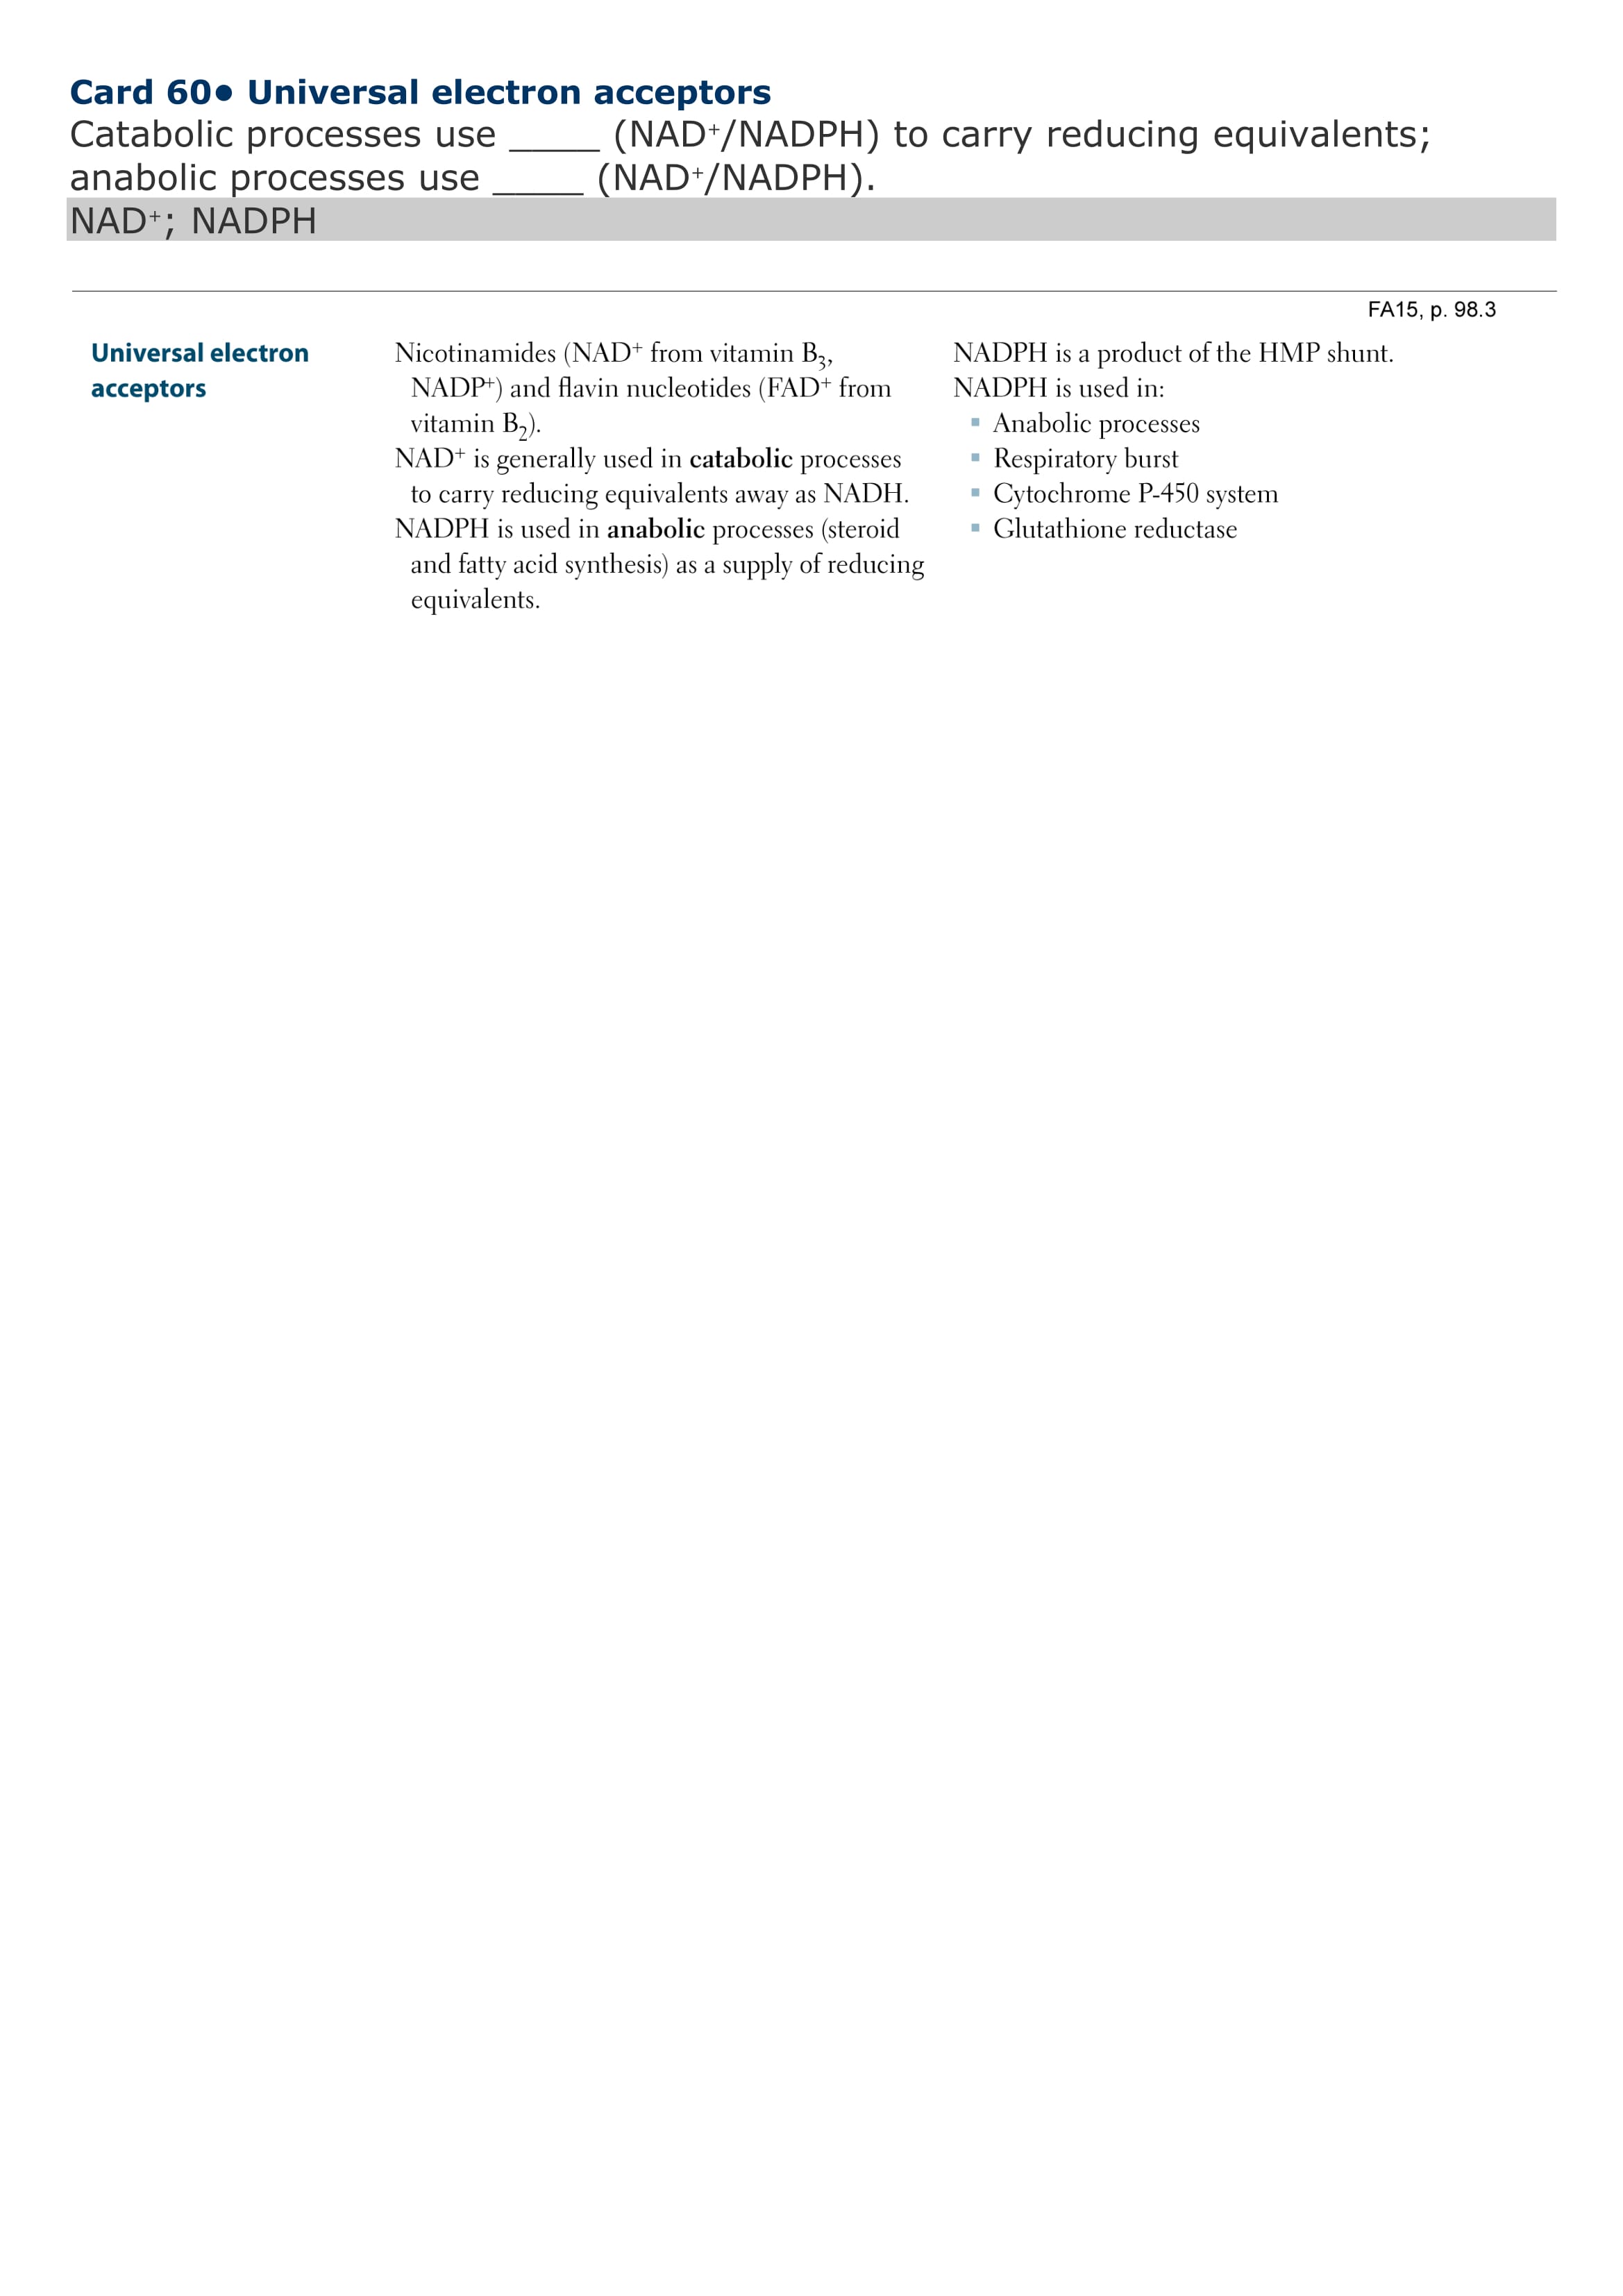 Card 60● Universal electron acceptors
Catabolic processes use _____ (NAD⁺/NADPH) to carry reducing equivalents;
anabolic processes use _____ (NAD⁺/NADPH).
NAD⁺; NADPH
FA15, p. 98.3
Universal electron
acceptors
Nicotinamides (NAD⁺ from vitamin B₃,
NADP⁺) and flavin nucleotides (FAD⁺ from
vitamin B₂).
NAD⁺ is generally used in catabolic processes
to carry reducing equivalents away as NADH.
NADPH is used in anabolic processes (steroid
and fatty acid synthesis) as a supply of reducing
equivalents.
NADPH is a product of the HMP shunt.
NADPH is used in:
▪ Anabolic processes
▪ Respiratory burst
▪ Cytochrome P-450 system
▪ Glutathione reductase